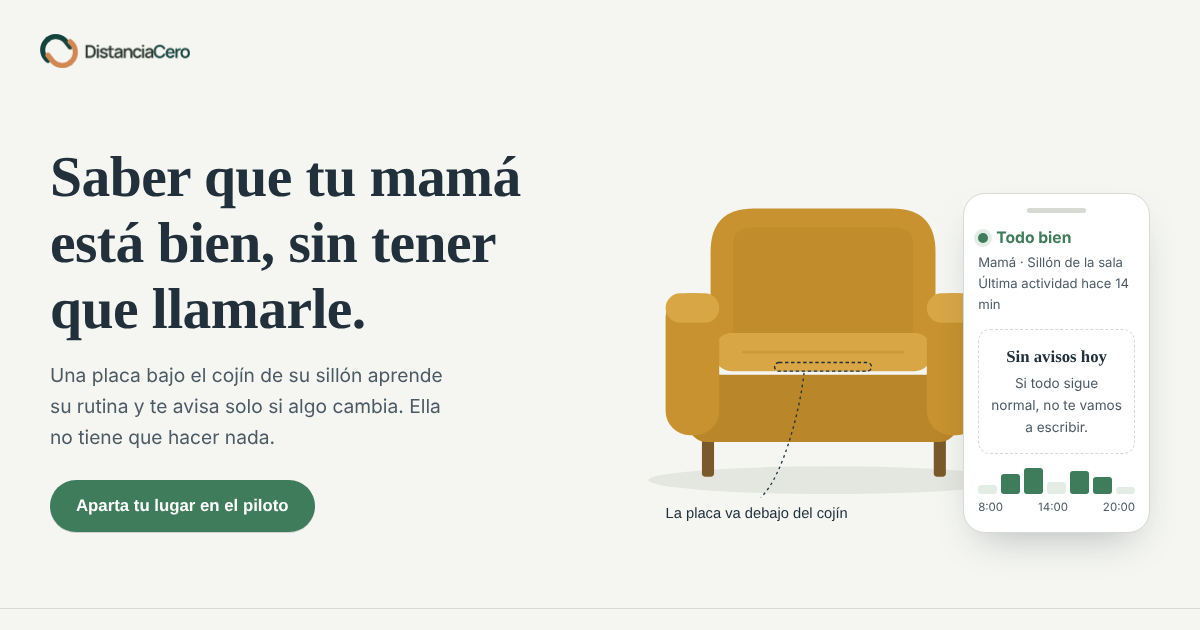 DistanciaCero
Saber que tu mamá
está bien, sin tener
que llamarle.
Una placa bajo el cojín de su sillón aprende
su rutina y te avisa solo si algo cambia. Ella
no tiene que hacer nada.
Aparta tu lugar en el piloto
La placa va debajo del cojín
Todo bien
Mamá · Sillón de la sala
Última actividad hace 14
min
Sin avisos hoy
Si todo sigue
normal, no te vamos
a escribir.
8:00 14:00 20:00